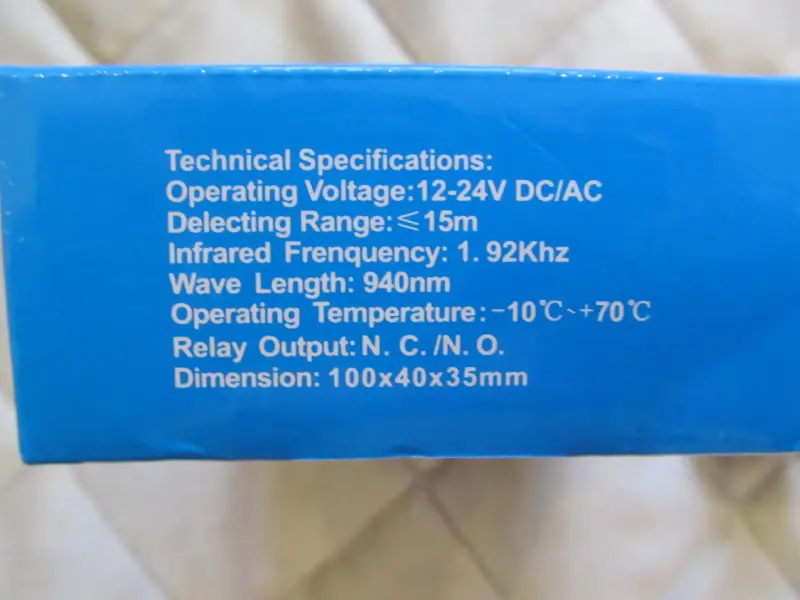 Technical Specifications:
Operating Voltage:12-24V DC/AC
Delecting Range:≤15m
Infrared Frenquency: 1.92Khz
Wave Length: 940nm
Operating Temperature:-10℃~+70℃
Relay Output: N. C. /N. O.
Dimension: 100x40x35mm